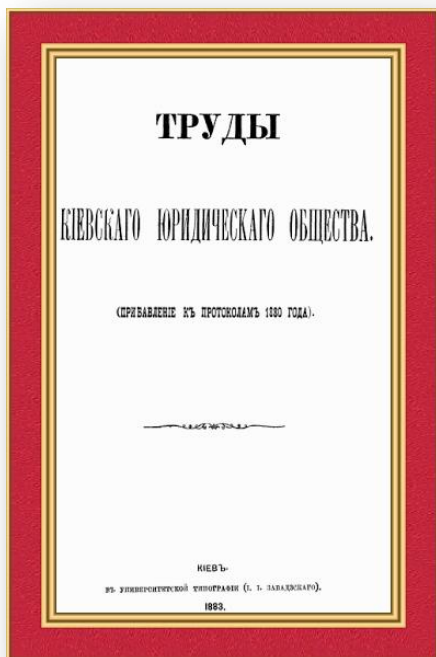 ТРУДЫ
КІЕВСКАГО ЮРИДИЧЕСКАГО ОБЩЕСТВА.
(ПРИБАВЛЕНІЕ КЪ ПРОТОКОЛАМЪ 1880 ГОДА).
КІЕВЪ.
ВЪ УНИВЕРСИТЕТСКОЙ ТИПОГРАФІИ (І. І. ЗАВАДЗКАГО).
1883.